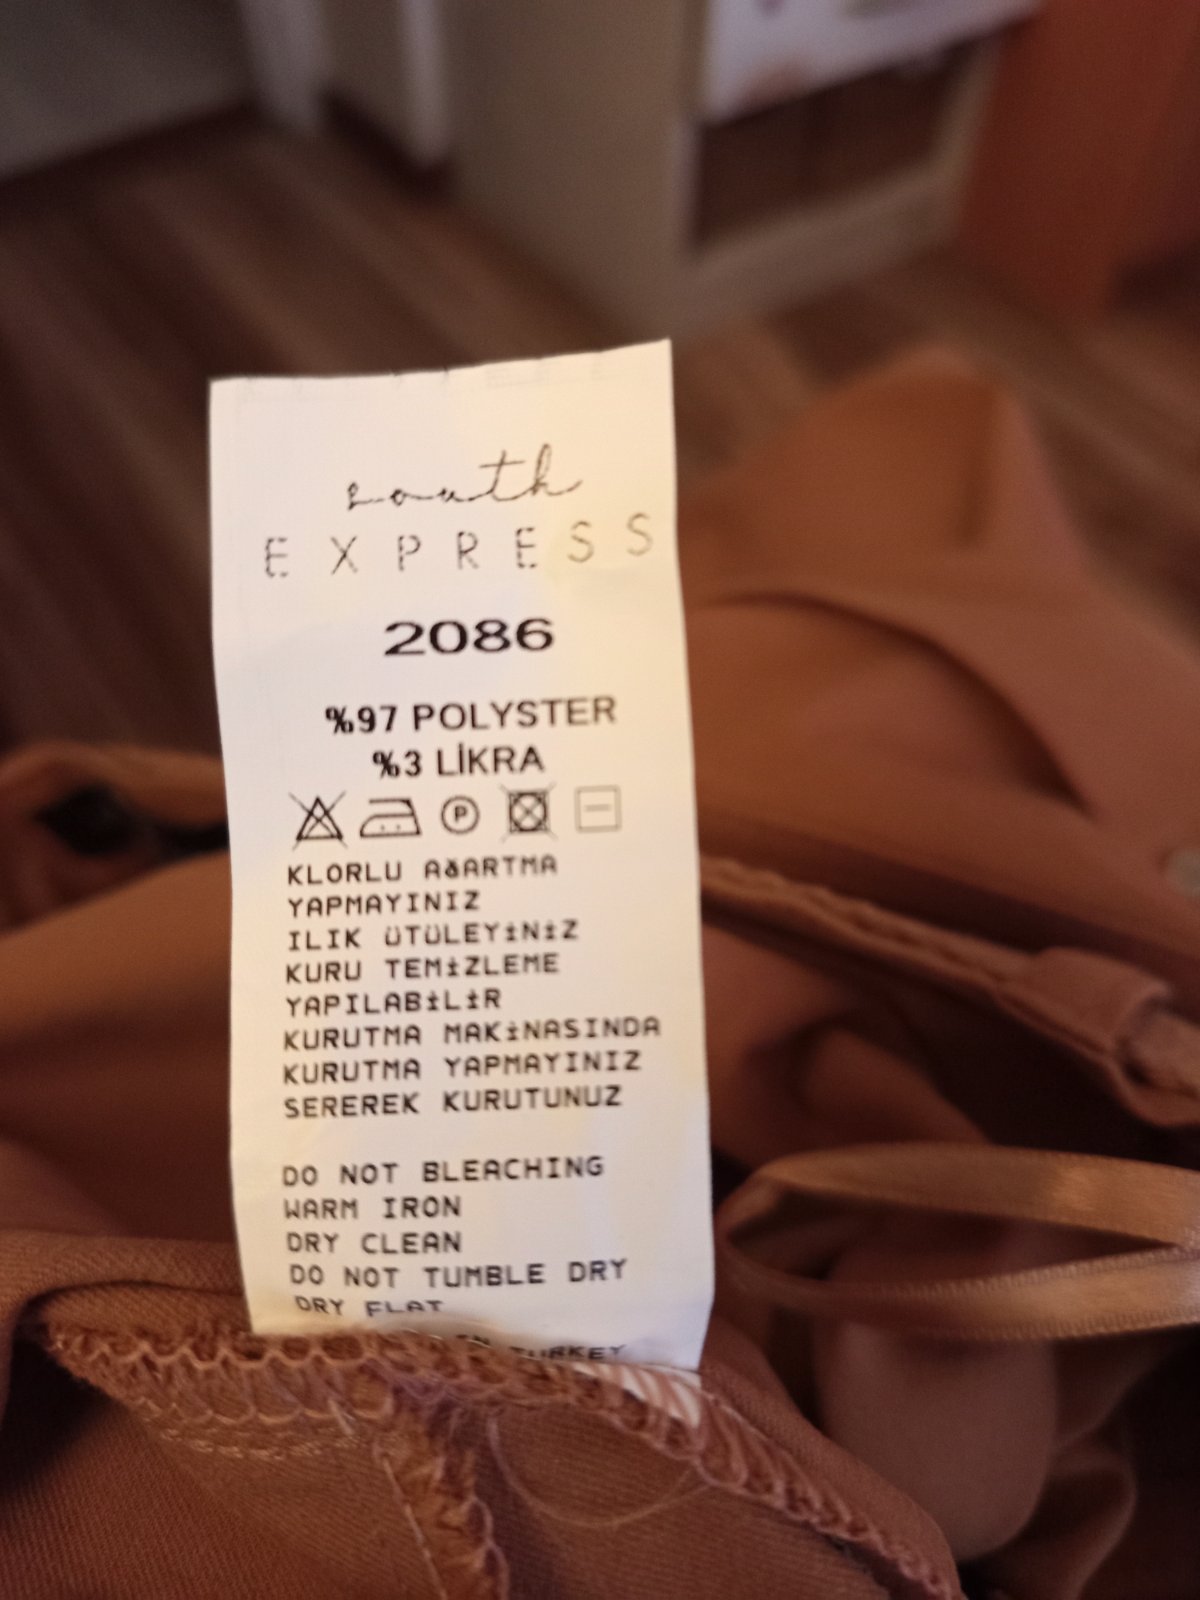 south
EXPRESS
2086
%97 POLYSTER
%3 LİKRA
P
KLORLU AĞARTMA
YAPMAYINIZ
ILIK ÜTÜLEYİNİZ
KURU TEMİZLEME
YAPILABİLİR
KURUTMA MAKİNASINDA
KURUTMA YAPMAYINIZ
SEREREK KURUTUNUZ
DO NOT BLEACHING
WARM IRON
DRY CLEAN
DO NOT TUMBLE DRY
DRY FLAT
IN TURKEY